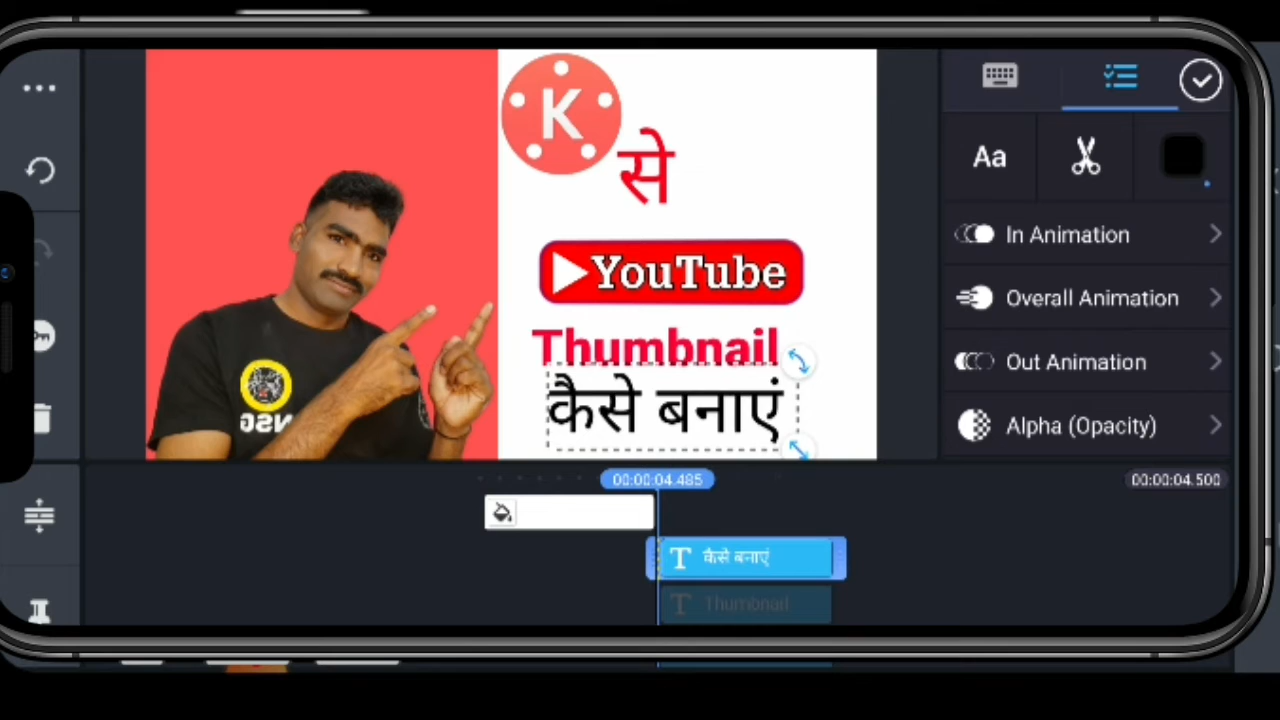 K
से
YouTube
Thumbnail
कैसे बनाएं
Aa
In Animation
Overall Animation
Out Animation
Alpha (Opacity)
00:00:04.485
00:00:04.500
T कैसे बनाएं
T Thumbnail